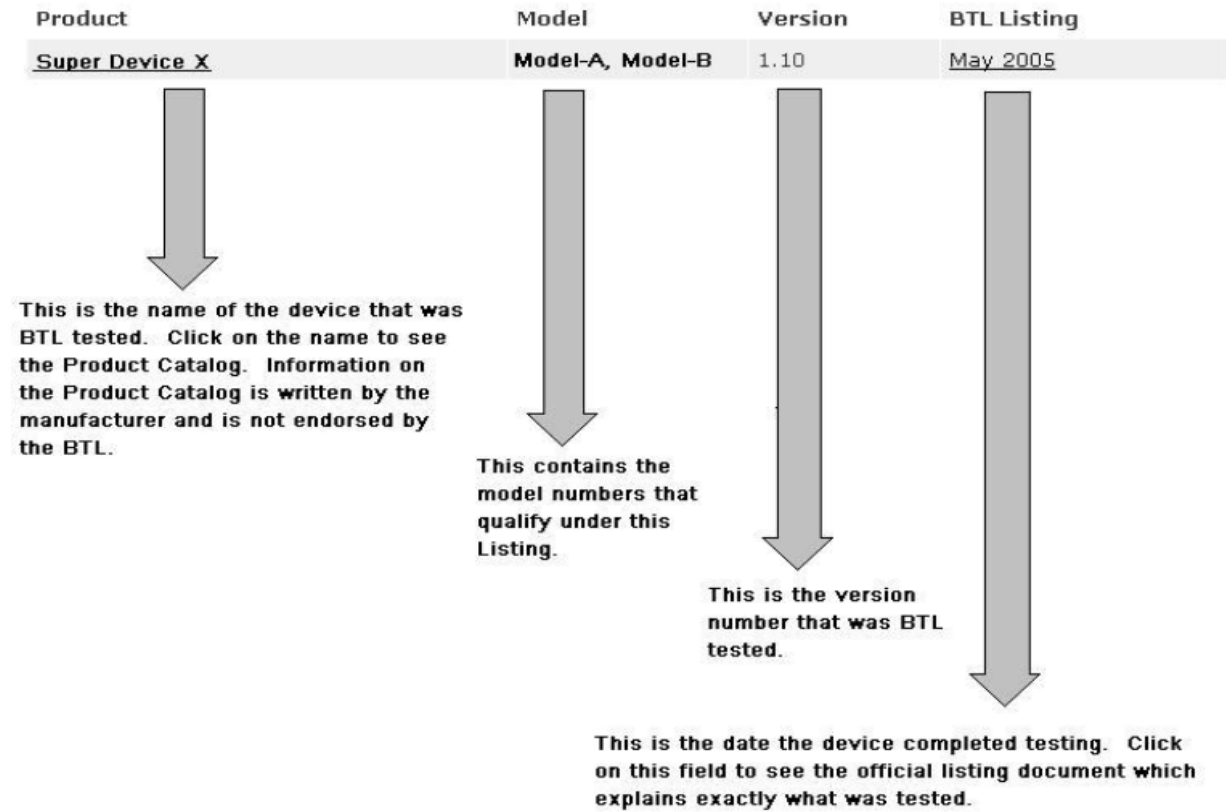 Product Model Version BTL Listing
Super Device X Model-A, Model-B 1.10 May 2005
This is the name of the device that was
BTL tested. Click on the name to see
the Product Catalog. Information on
the Product Catalog is written by the
manufacturer and is not endorsed by
the BTL.
This contains the
model numbers that
qualify under this
Listing.
This is the version
number that was BTL
tested.
This is the date the device completed testing. Click
on this field to see the official listing document which
explains exactly what was tested.